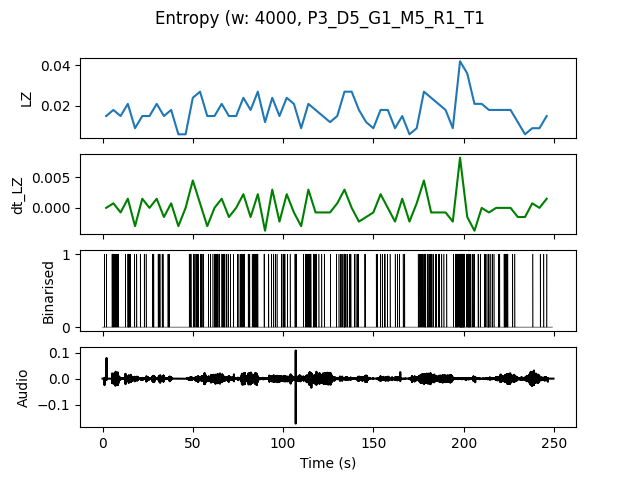 Entropy (w: 4000, P3_D5_G1_M5_R1_T1
0.04
0.02
LZ
0.005
0.000
dt_LZ
1
0
Binarised
0.1
0.0
−0.1
Audio
0 50 100 150 200 250
Time (s)